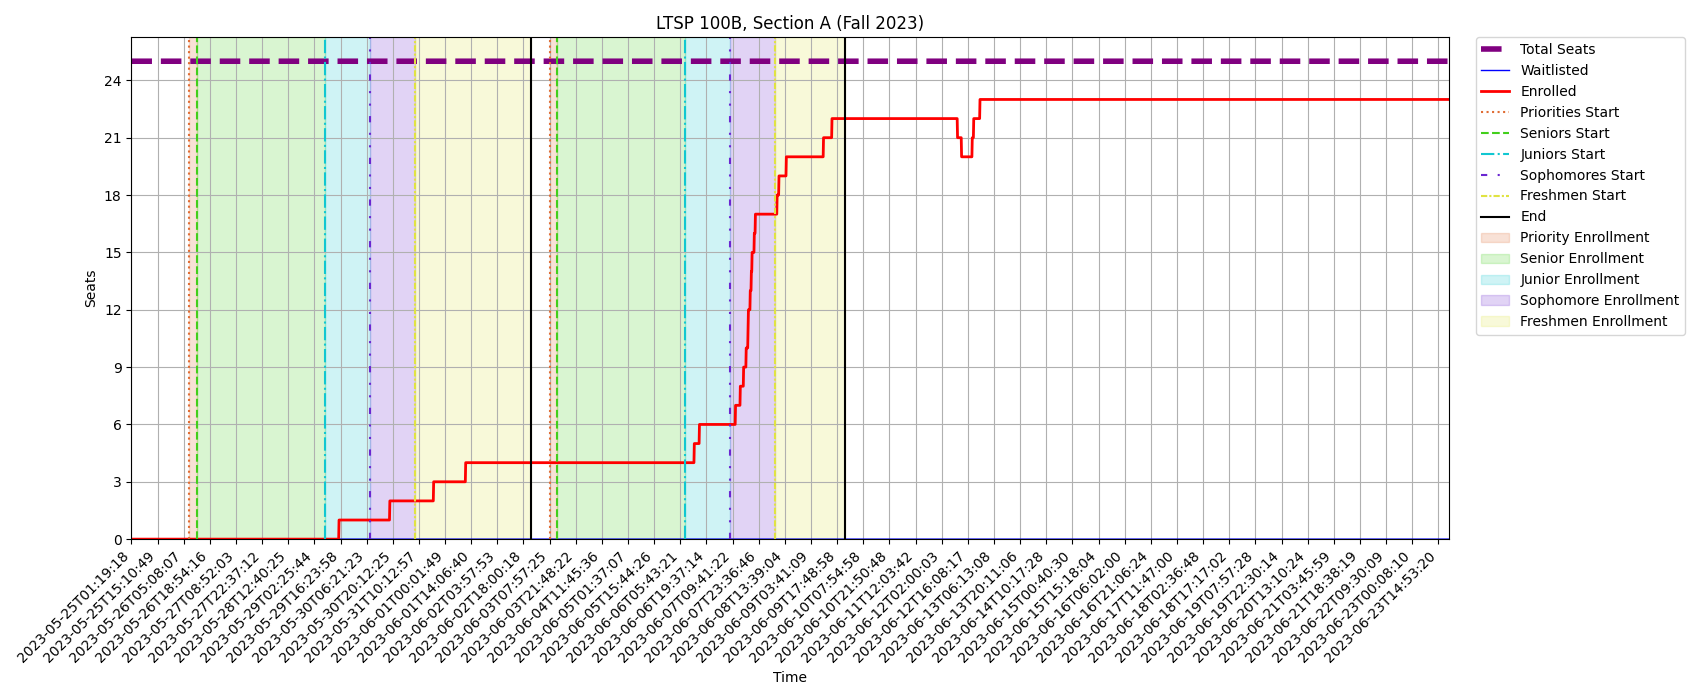 LTSP 100B, Section A (Fall 2023)
Total Seats
Waitlisted
Enrolled
Priorities Start
Seniors Start
Juniors Start
Sophomores Start
Freshmen Start
End
Priority Enrollment
Senior Enrollment
Junior Enrollment
Sophomore Enrollment
Freshmen Enrollment
Seats
24
21
18
15
12
9
6
3
0
2023-05-25T01:19:18
2023-05-25T15:10:49
2023-05-26T05:08:07
2023-05-26T18:54:16
2023-05-27T08:52:03
2023-05-27T22:37:12
2023-05-28T12:40:25
2023-05-29T02:25:44
2023-05-29T16:23:58
2023-05-30T06:21:23
2023-05-30T20:12:25
2023-05-31T10:12:57
2023-06-01T00:01:49
2023-06-01T14:06:40
2023-06-02T03:57:53
2023-06-02T18:00:18
2023-06-03T07:57:25
2023-06-03T21:48:22
2023-06-04T11:45:36
2023-06-05T01:37:07
2023-06-05T15:44:26
2023-06-06T05:43:21
2023-06-06T19:37:14
2023-06-07T09:41:22
2023-06-07T23:36:46
2023-06-08T13:39:04
2023-06-09T03:41:09
2023-06-09T17:48:58
2023-06-10T07:54:58
2023-06-10T21:50:48
2023-06-11T12:03:42
2023-06-12T02:00:03
2023-06-12T16:08:17
2023-06-13T06:13:08
2023-06-13T20:11:06
2023-06-14T10:17:28
2023-06-15T00:40:30
2023-06-15T15:18:04
2023-06-16T06:02:00
2023-06-16T21:06:24
2023-06-17T11:47:00
2023-06-18T02:36:48
2023-06-18T17:17:02
2023-06-19T07:57:28
2023-06-19T22:30:14
2023-06-20T13:10:24
2023-06-21T03:45:59
2023-06-21T18:38:19
2023-06-22T09:30:09
2023-06-23T00:08:10
2023-06-23T14:53:20
Time